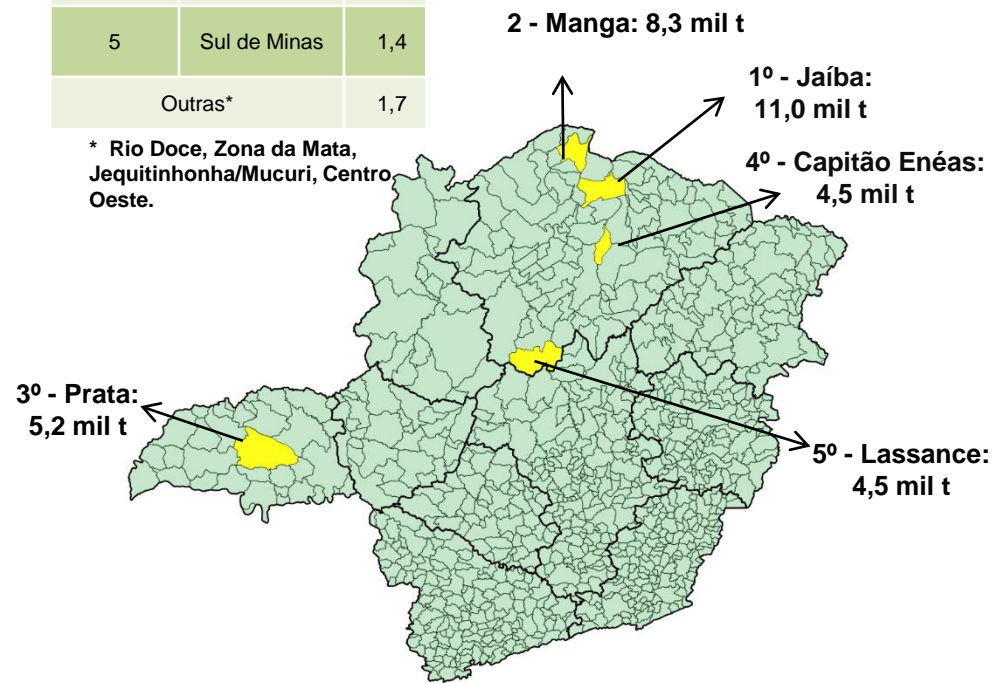 5 Sul de Minas 1,4
Outras* 1,7
* Rio Doce, Zona da Mata,
Jequitinhonha/Mucuri, Centro
Oeste.
2 - Manga: 8,3 mil t
1º - Jaíba:
11,0 mil t
4º - Capitão Enéas:
4,5 mil t
3º - Prata:
5,2 mil t
5º - Lassance:
4,5 mil t